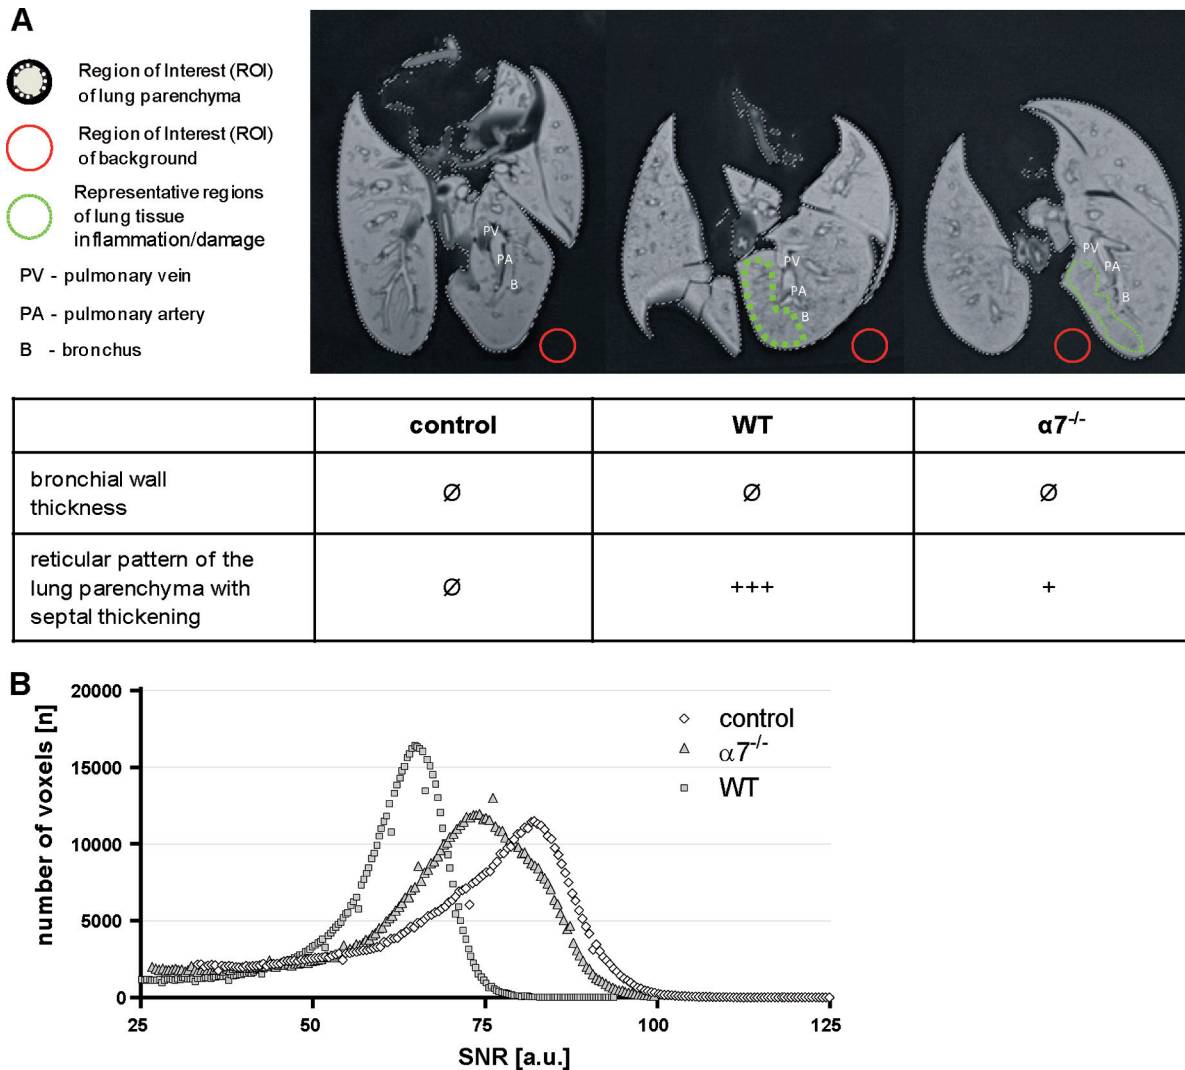 A
Region of Interest (ROI)
of lung parenchyma
Region of Interest (ROI)
of background
Representative regions
of lung tissue
inflammation/damage
PV - pulmonary vein
PA - pulmonary artery
B - bronchus
PV
PA
B
PV
PA
B
PV
PA
B
control WT α7-/-
bronchial wall
thickness
Ø Ø Ø
reticular pattern of the
lung parenchyma with
septal thickening
Ø +++ +
B
number of voxels [n]
20000
15000
10000
5000
0
control
α7-/-
WT
25 50 75 100 125
SNR [a.u.]